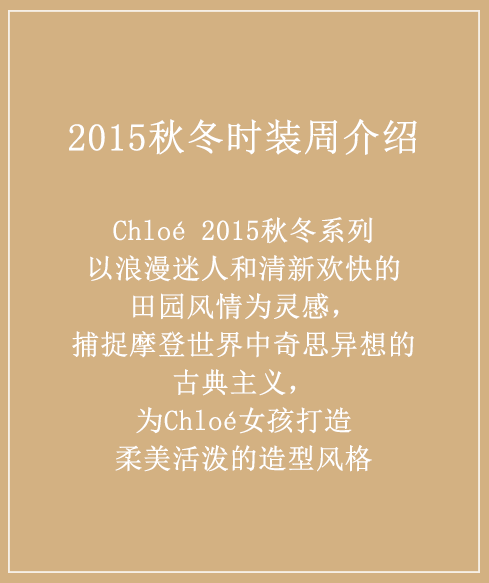 2015秋冬时装周介绍
Chloé 2015秋冬系列
以浪漫迷人和清新欢快的
田园风情为灵感，
捕捉摩登世界中奇思异想的
古典主义，
为Chloé女孩打造
柔美活泼的造型风格